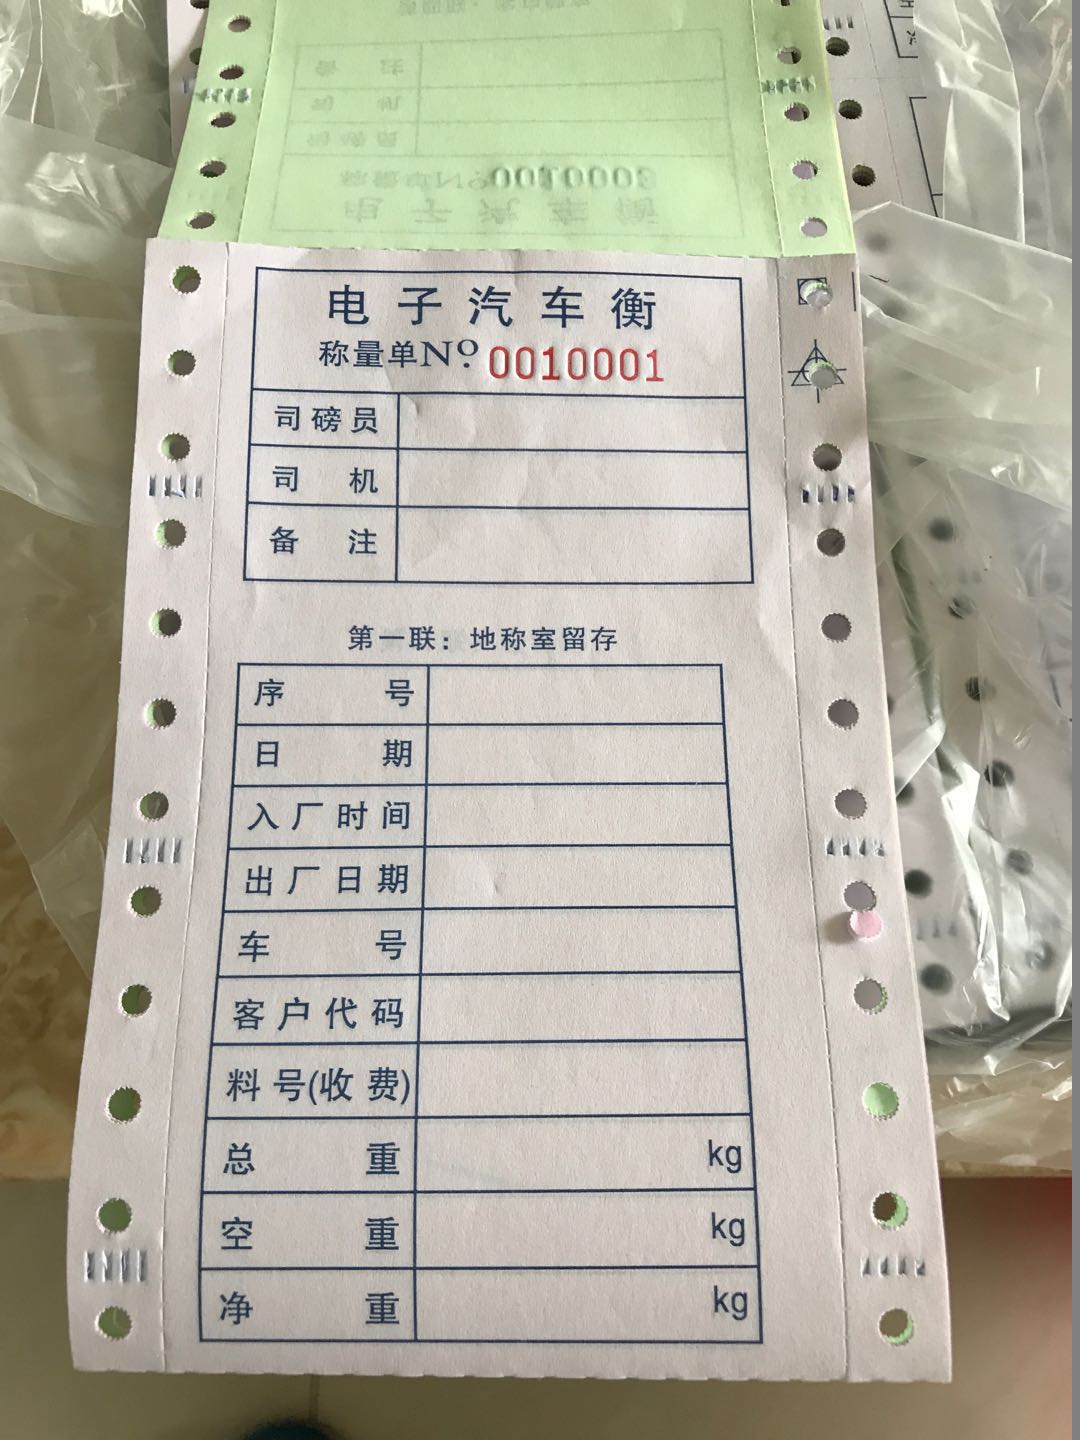 电子汽车衡
称量单№ 0010001
司磅员
司机
备注
第一联：地称室留存
序号
日期
入厂时间
出厂日期
车号
客户代码
料号(收费)
总重 kg
空重 kg
净重 kg